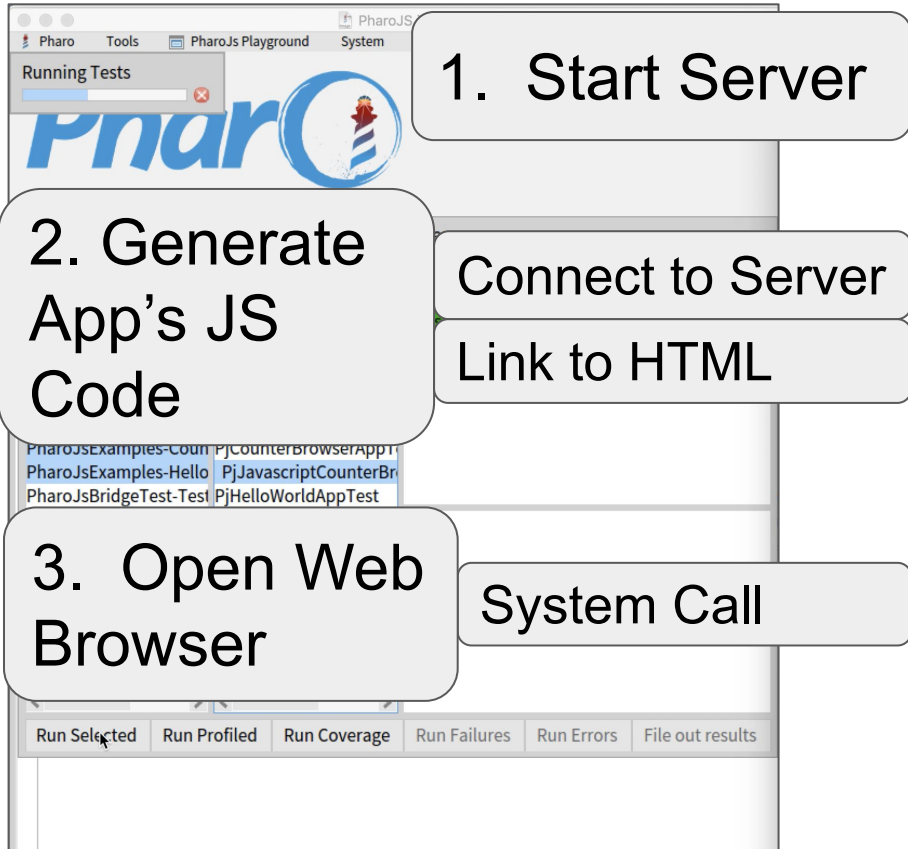 PharoJS
Pharo Tools PharoJs Playground System
Running Tests
Pharo
1. Start Server
2. Generate
App's JS
Code
Connect to Server
Link to HTML
PharoJsExamples-Coun PjCounterBrowserAppT
PharoJsExamples-Hello PjJavascriptCounterBr
PharoJsBridgeTest-Test PjHelloWorldAppTest
3. Open Web
Browser
System Call
Run Selected Run Profiled Run Coverage Run Failures Run Errors File out results